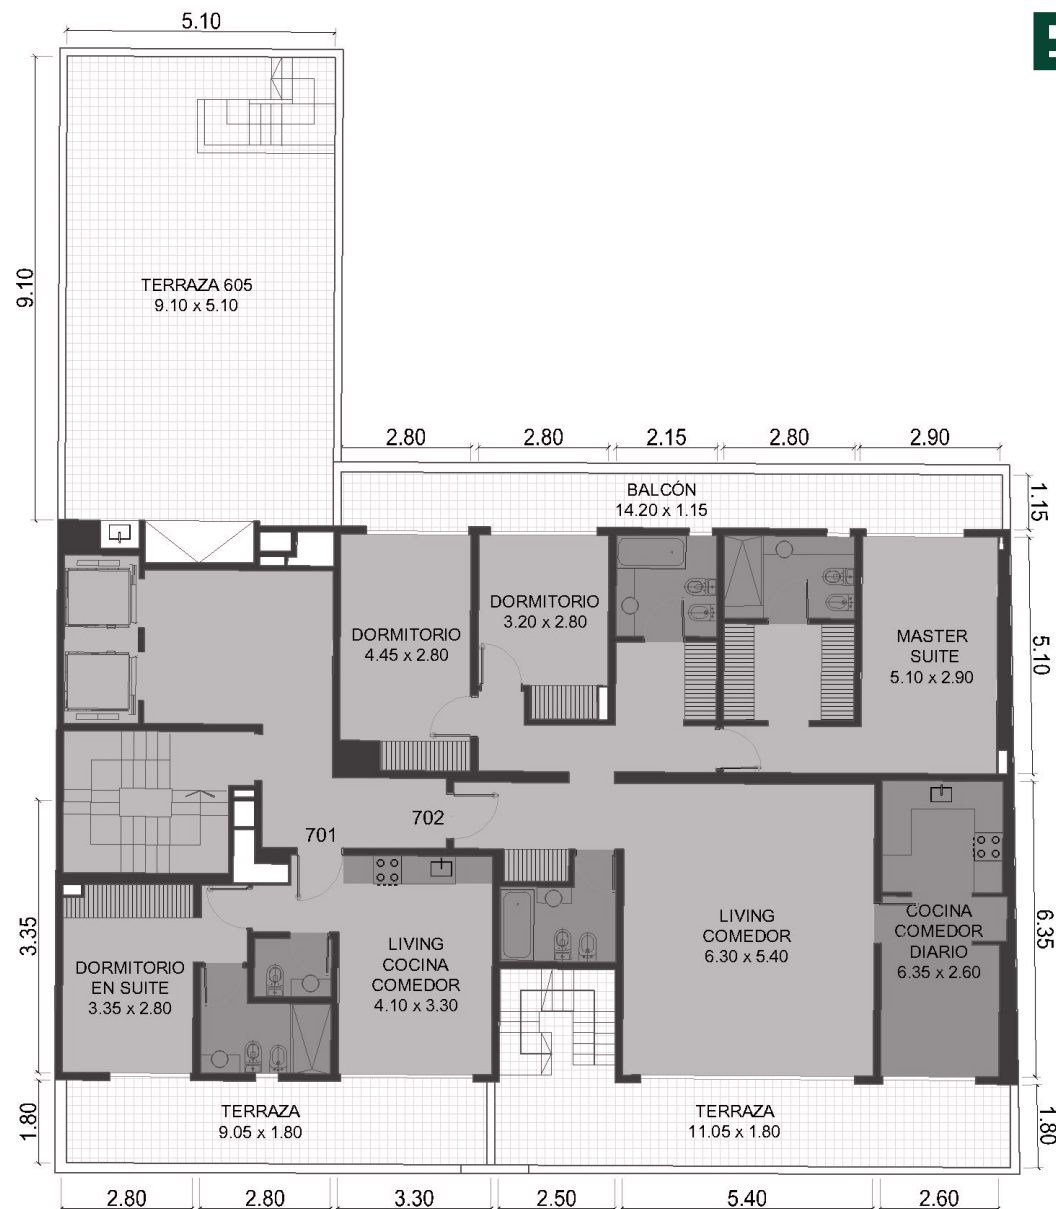 5.10
9.10
TERRAZA 605
9.10 x 5.10
2.80
2.80
2.15
2.80
2.90
1.15
BALCÓN
14.20 x 1.15
DORMITORIO
4.45 x 2.80
DORMITORIO
3.20 x 2.80
MASTER
SUITE
5.10 x 2.90
5.10
702
701
3.35
DORMITORIO
EN SUITE
3.35 x 2.80
LIVING
COCINA
COMEDOR
4.10 x 3.30
LIVING
COMEDOR
6.30 x 5.40
COCINA
COMEDOR
DIARIO
6.35 x 2.60
6.35
1.80
TERRAZA
9.05 x 1.80
TERRAZA
11.05 x 1.80
1.80
2.80
2.80
3.30
2.50
5.40
2.60